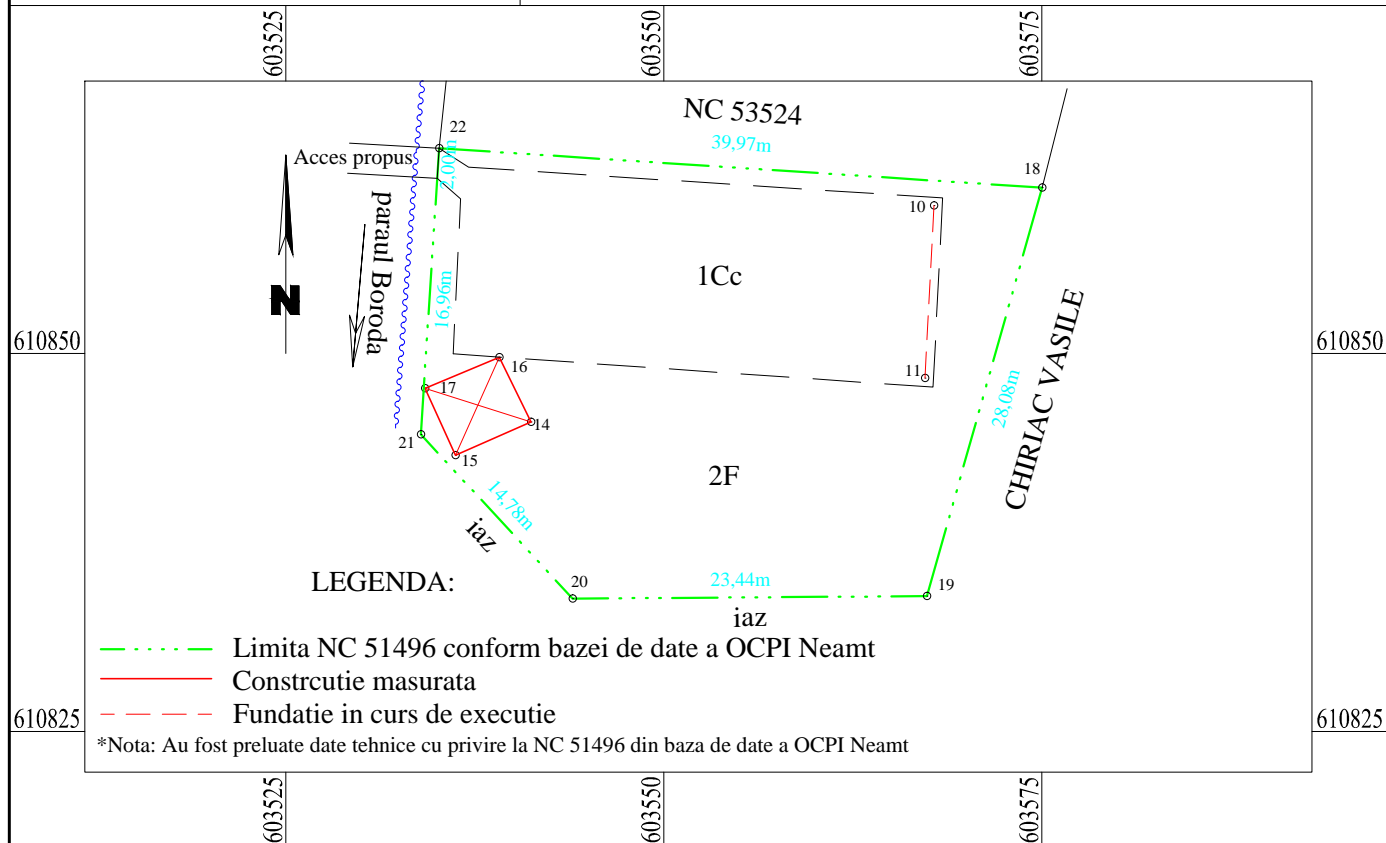 603525
603550
603575
NC 53524
22
39,97m
2,00m
Acces propus
18
10
paraul Boroda
1Cc
16,96m
N
CHIRIAC VASILE
610850
610850
16
11
17
28,08m
14
21
15
2F
14,78m
iaz
LEGENDA:
20
23,44m
19
iaz
Limita NC 51496 conform bazei de date a OCPI Neamt
Constrcutie masurata
Fundatie in curs de executie
610825
610825
*Nota: Au fost preluate date tehnice cu privire la NC 51496 din baza de date a OCPI Neamt
603525
603550
603575